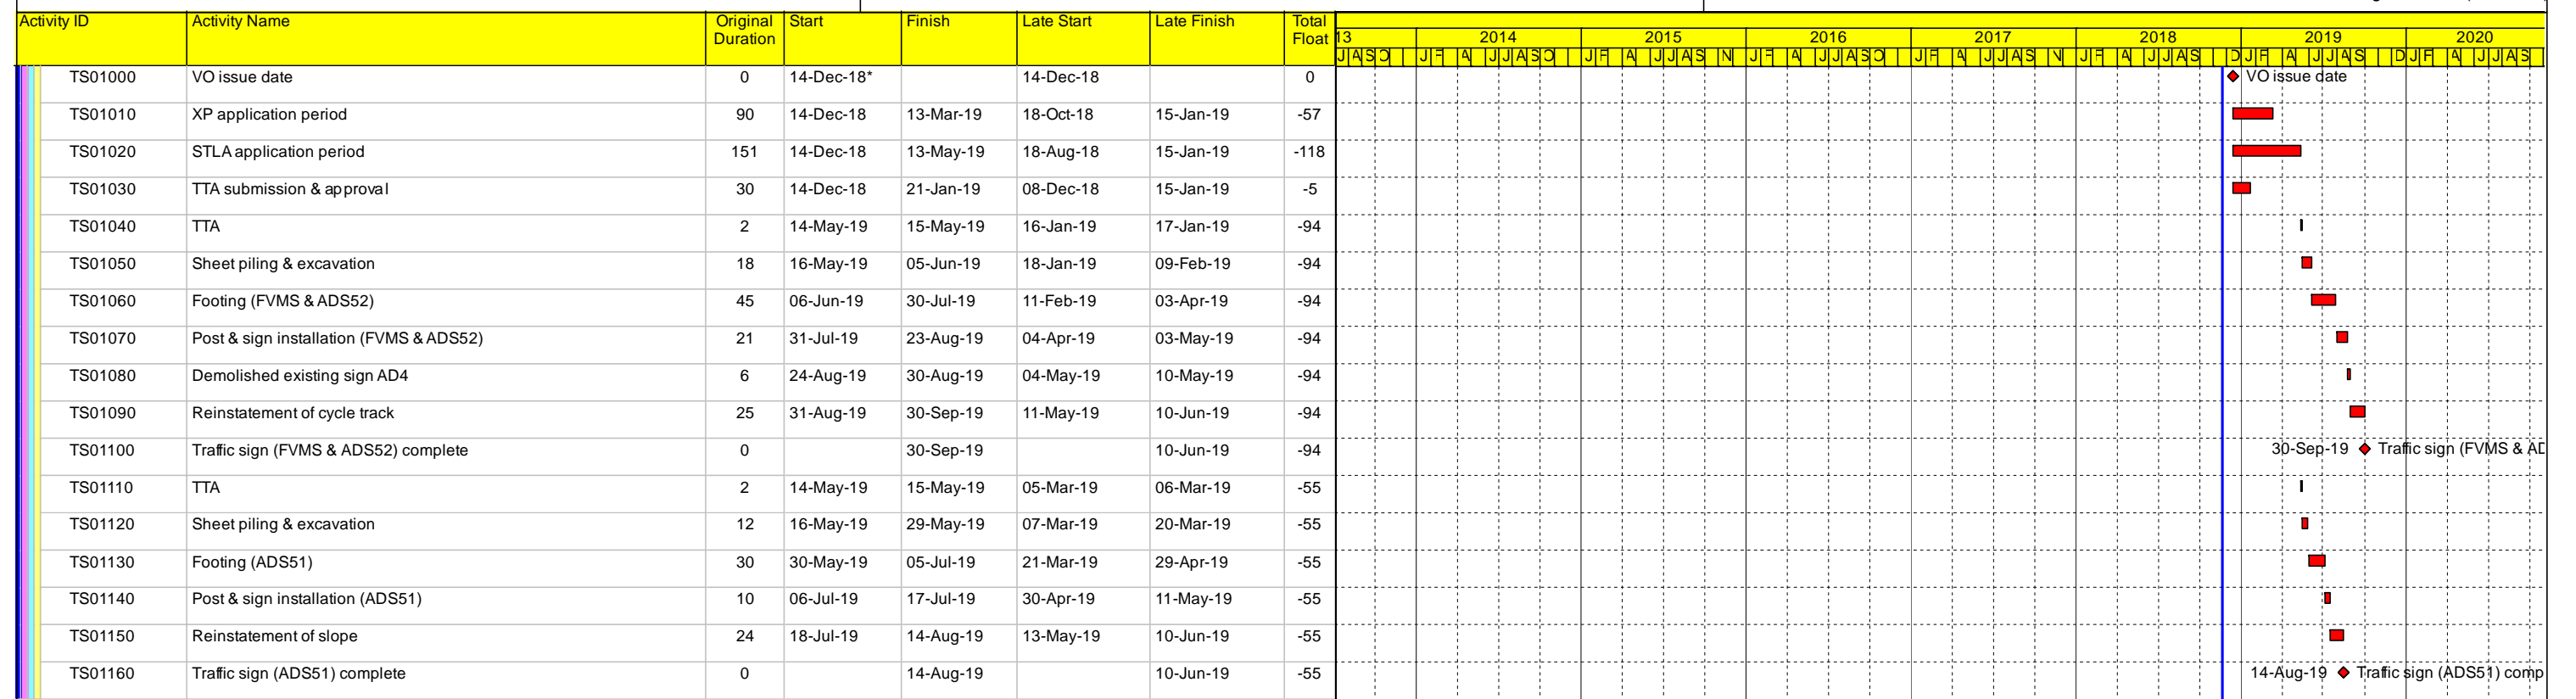 Activity ID Activity Name Original Duration Start Finish Late Start Late Finish Total Float
13 2014 2015 2016 2017 2018 2019 2020
J A S O J F A J J A S O J F A J J A S N J F A J J A S O J F A J J A S N J F A J J A S D J F A J J A S D J F A J J A S
TS01000 VO issue date 0 14-Dec-18* 14-Dec-18 0 VO issue date
TS01010 XP application period 90 14-Dec-18 13-Mar-19 18-Oct-18 15-Jan-19 -57
TS01020 STLA application period 151 14-Dec-18 13-May-19 18-Aug-18 15-Jan-19 -118
TS01030 TTA submission & approval 30 14-Dec-18 21-Jan-19 08-Dec-18 15-Jan-19 -5
TS01040 TTA 2 14-May-19 15-May-19 16-Jan-19 17-Jan-19 -94
TS01050 Sheet piling & excavation 18 16-May-19 05-Jun-19 18-Jan-19 09-Feb-19 -94
TS01060 Footing (FVMS & ADS52) 45 06-Jun-19 30-Jul-19 11-Feb-19 03-Apr-19 -94
TS01070 Post & sign installation (FVMS & ADS52) 21 31-Jul-19 23-Aug-19 04-Apr-19 03-May-19 -94
TS01080 Demolished existing sign AD4 6 24-Aug-19 30-Aug-19 04-May-19 10-May-19 -94
TS01090 Reinstatement of cycle track 25 31-Aug-19 30-Sep-19 11-May-19 10-Jun-19 -94
TS01100 Traffic sign (FVMS & ADS52) complete 0 30-Sep-19 10-Jun-19 -94 30-Sep-19 Traffic sign (FVMS & AD
TS01110 TTA 2 14-May-19 15-May-19 05-Mar-19 06-Mar-19 -55
TS01120 Sheet piling & excavation 12 16-May-19 29-May-19 07-Mar-19 20-Mar-19 -55
TS01130 Footing (ADS51) 30 30-May-19 05-Jul-19 21-Mar-19 29-Apr-19 -55
TS01140 Post & sign installation (ADS51) 10 06-Jul-19 17-Jul-19 30-Apr-19 11-May-19 -55
TS01150 Reinstatement of slope 24 18-Jul-19 14-Aug-19 13-May-19 10-Jun-19 -55
TS01160 Traffic sign (ADS51) complete 0 14-Aug-19 10-Jun-19 -55 14-Aug-19 Traffic sign (ADS51) comp